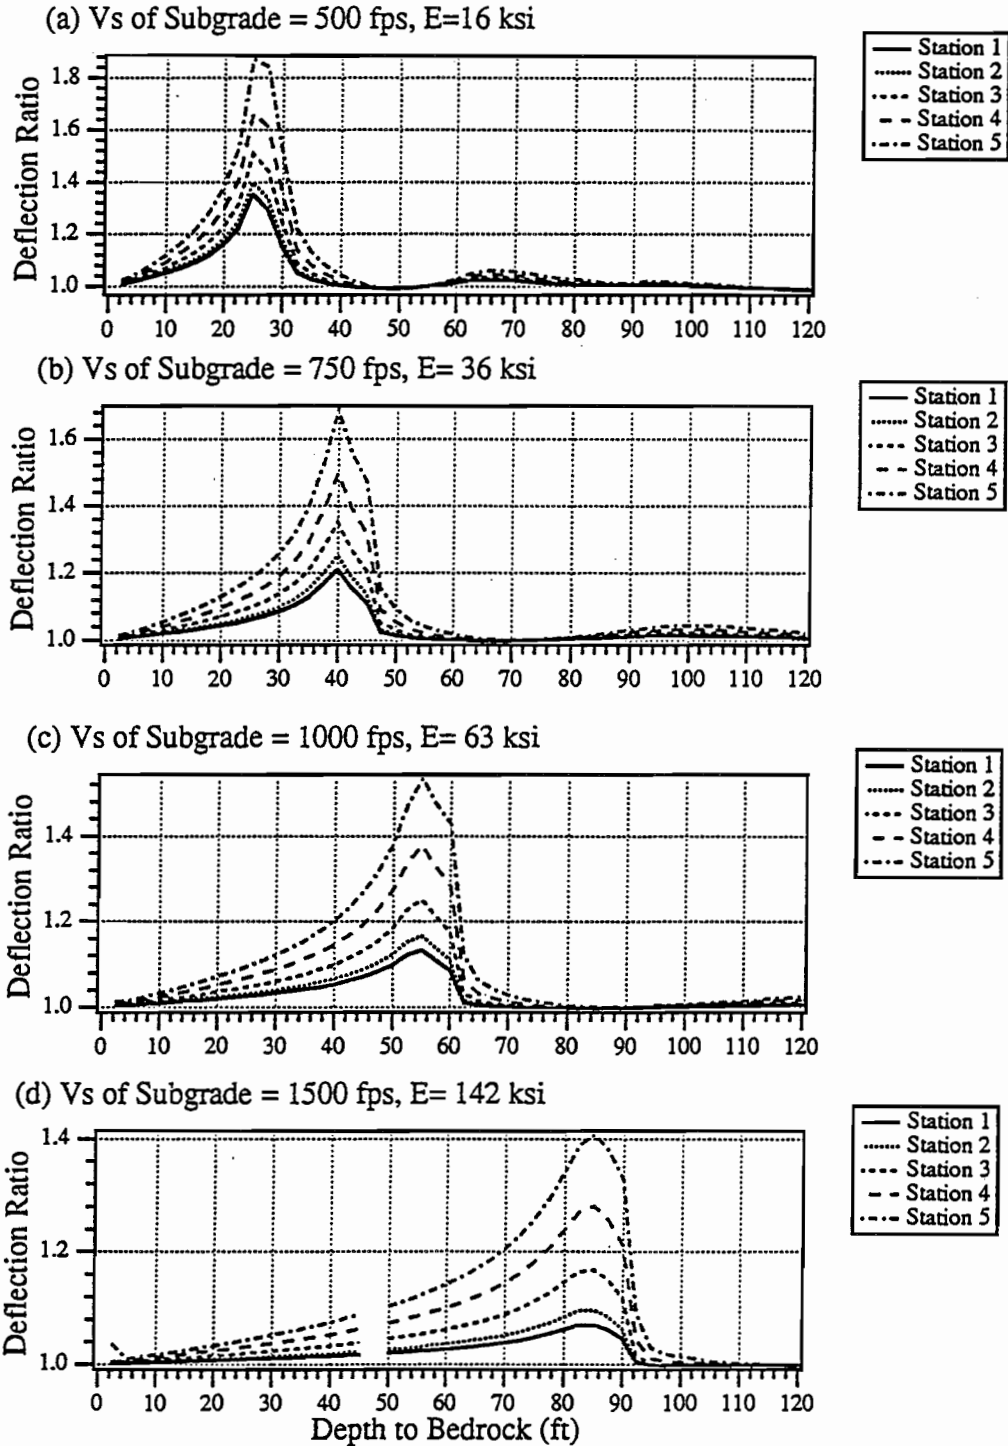 (a) Vs of Subgrade = 500 fps, E=16 ksi
Deflection Ratio
1.8
1.6
1.4
1.2
1.0
0 10 20 30 40 50 60 70 80 90 100 110 120
Station 1
Station 2
Station 3
Station 4
Station 5
(b) Vs of Subgrade = 750 fps, E= 36 ksi
Deflection Ratio
1.6
1.4
1.2
1.0
0 10 20 30 40 50 60 70 80 90 100 110 120
Station 1
Station 2
Station 3
Station 4
Station 5
(c) Vs of Subgrade = 1000 fps, E= 63 ksi
Deflection Ratio
1.4
1.2
1.0
0 10 20 30 40 50 60 70 80 90 100 110 120
Station 1
Station 2
Station 3
Station 4
Station 5
(d) Vs of Subgrade = 1500 fps, E= 142 ksi
Deflection Ratio
1.4
1.2
1.0
0 10 20 30 40 50 60 70 80 90 100 110 120
Depth to Bedrock (ft)
Station 1
Station 2
Station 3
Station 4
Station 5